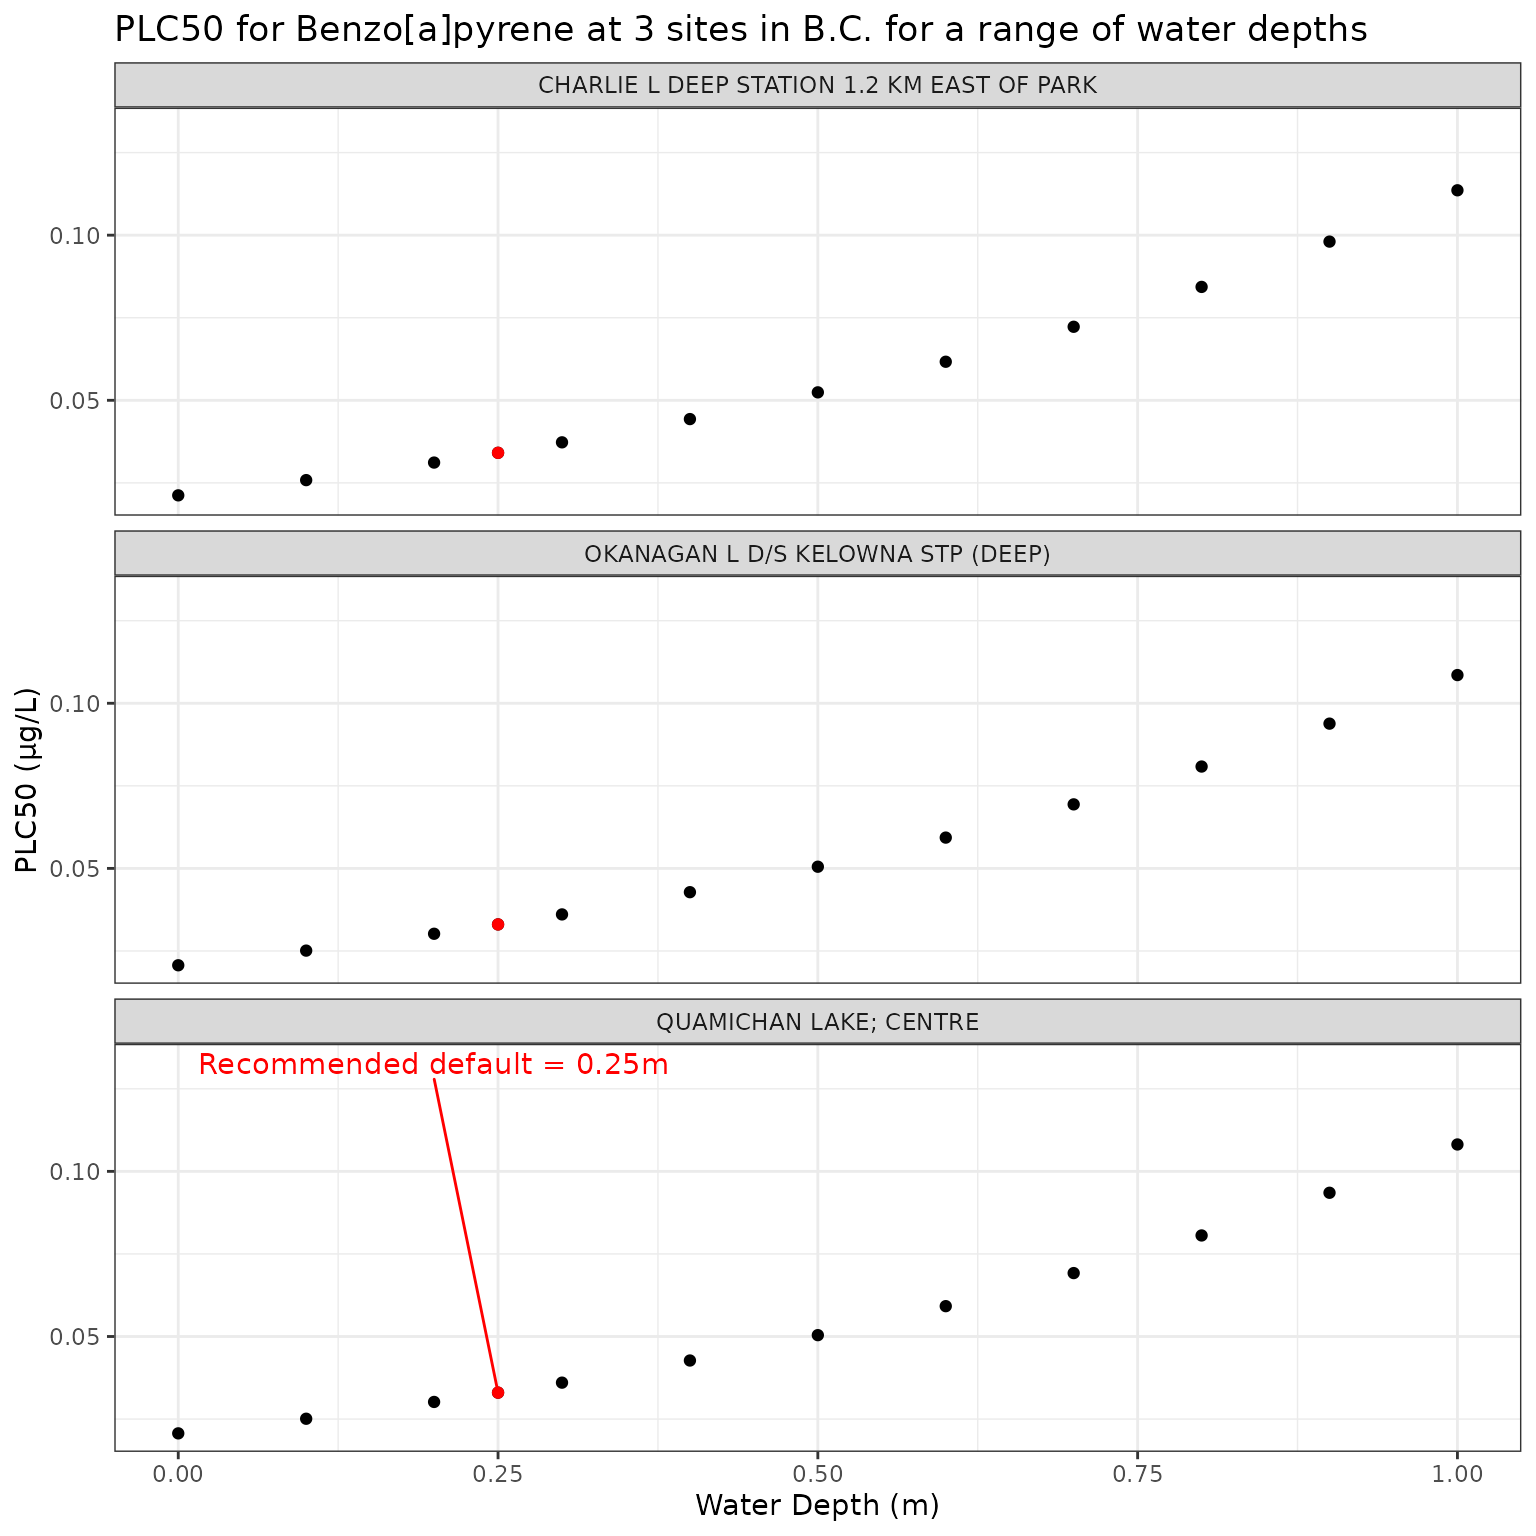 PLC50 for Benzo[a]pyrene at 3 sites in B.C. for a range of water depths
CHARLIE L DEEP STATION 1.2 KM EAST OF PARK
0.10
0.05
OKANAGAN L D/S KELOWNA STP (DEEP)
0.10
0.05
PLC50 (µg/L)
QUAMICHAN LAKE; CENTRE
Recommended default = 0.25m
0.10
0.05
0.00 0.25 0.50 0.75 1.00
Water Depth (m)